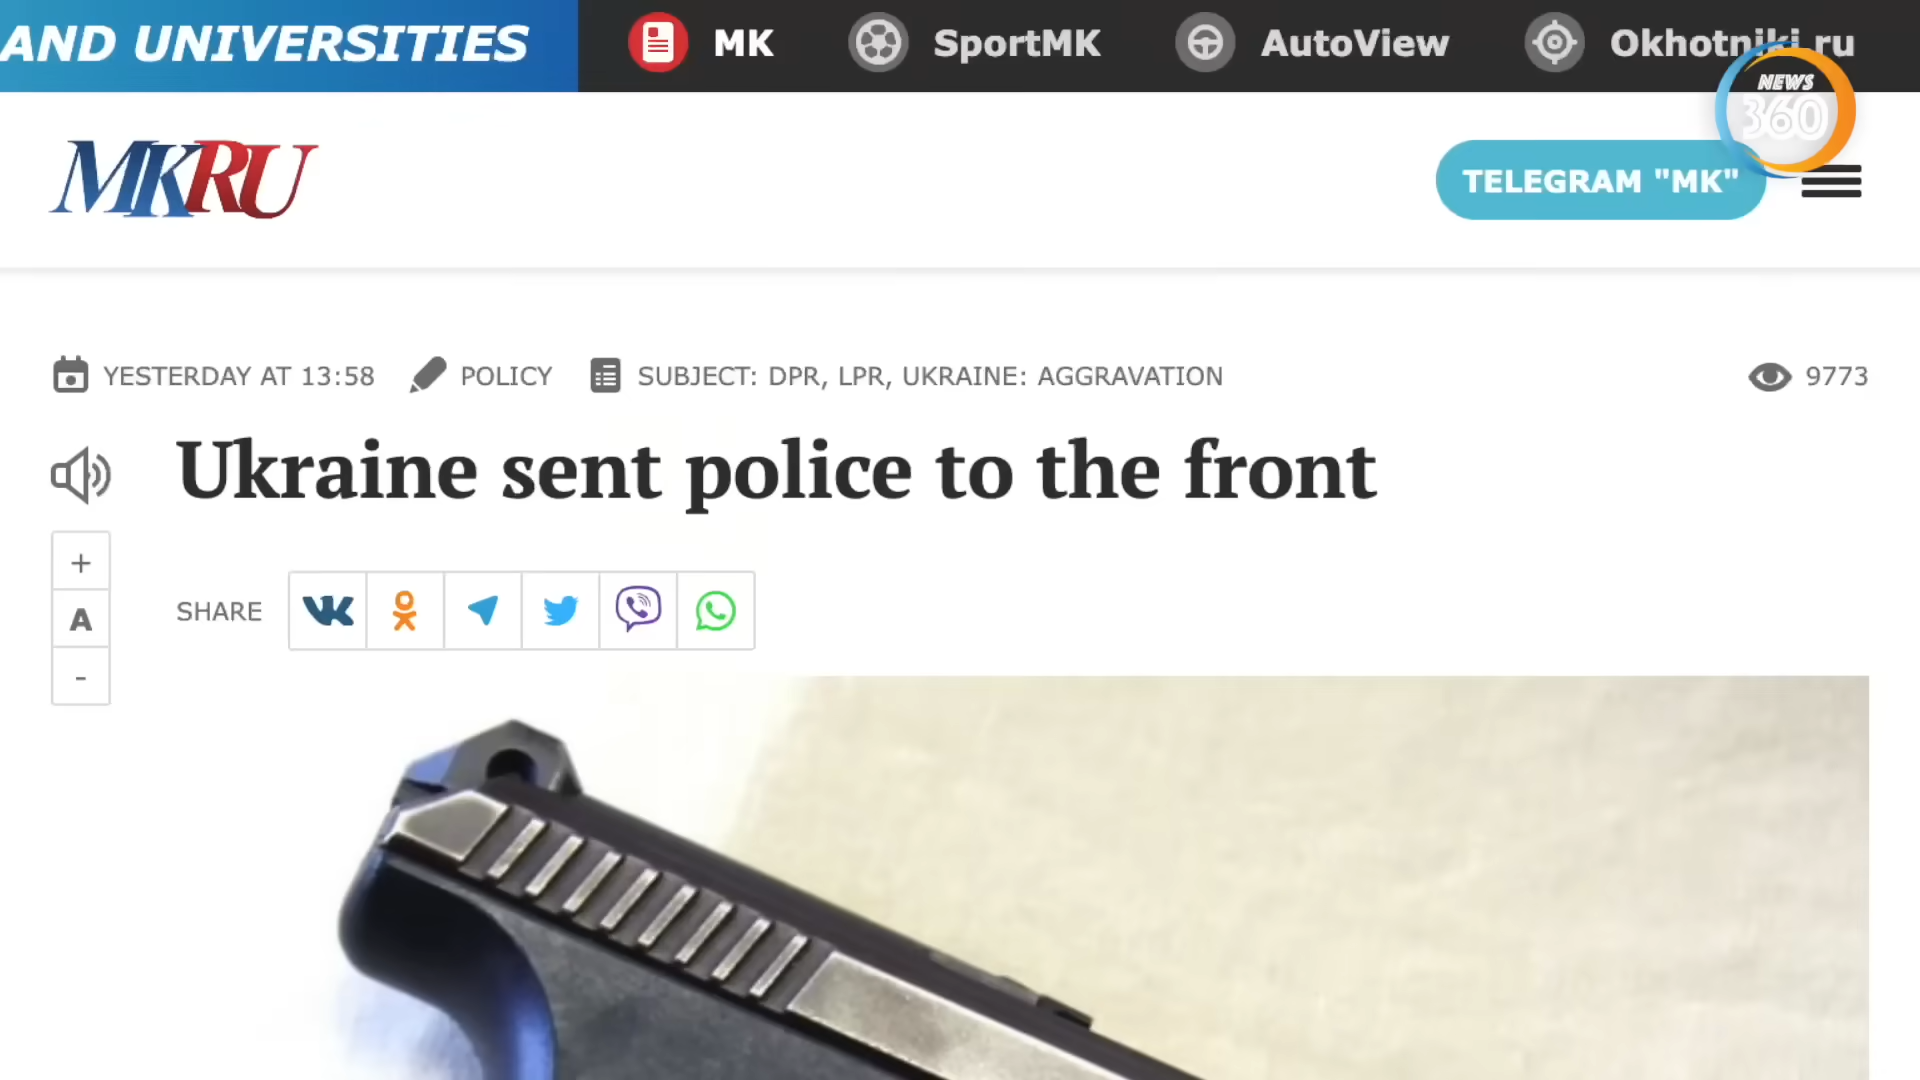 AND UNIVERSITIES
MK
SportMK
AutoView
Okhotniki.ru
NEWS
360
MKRU
TELEGRAM "MK"
YESTERDAY AT 13:58
POLICY
SUBJECT: DPR, LPR, UKRAINE: AGGRAVATION
9773
Ukraine sent police to the front
+
A
-
SHARE